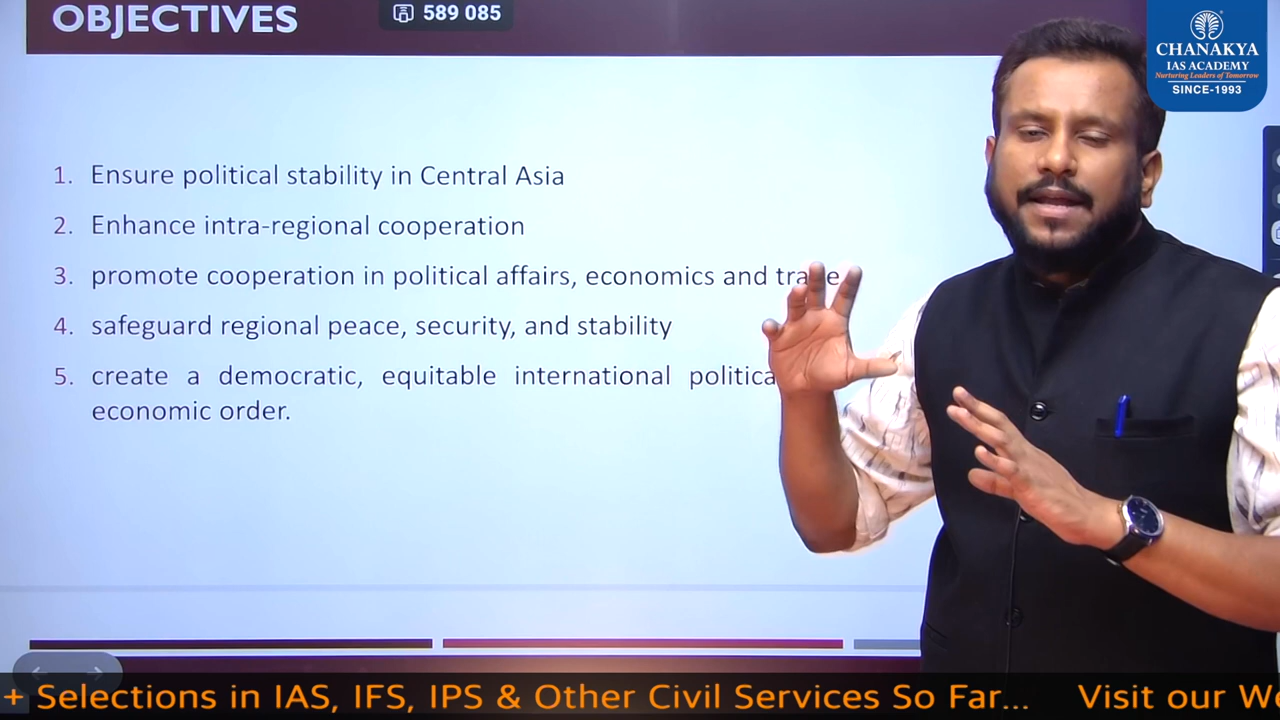 OBJECTIVES
589 085
CHANAKYA
IAS ACADEMY
Nurturing Leaders of Tomorrow
SINCE-1993
1. Ensure political stability in Central Asia
2. Enhance intra-regional cooperation
3. promote cooperation in political affairs, economics and
4. safeguard regional peace, security, and stability
5. create a democratic, equitable international
economic order.
+ Selections in IAS, IFS, IPS & Other Civil Services So Far... Visit our